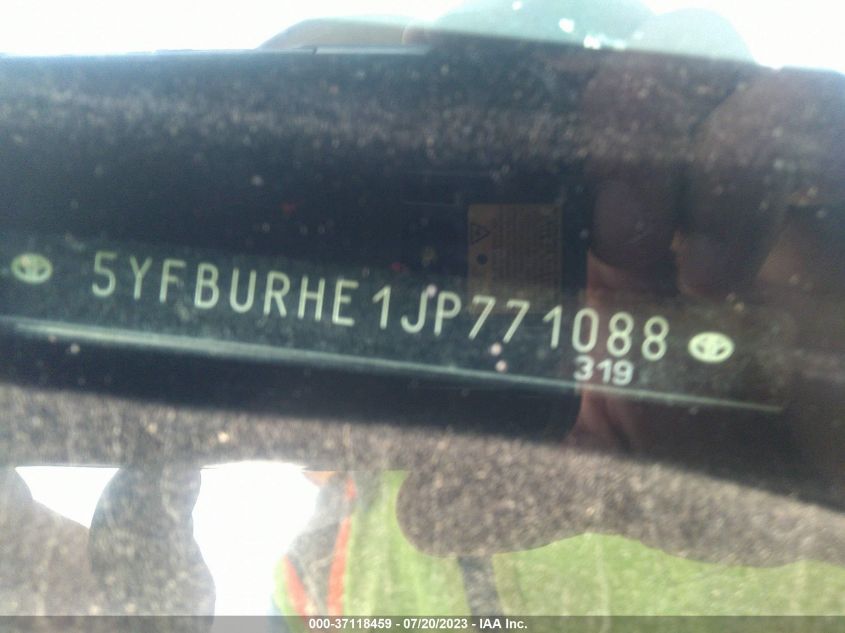 5YFBURHE1JP771088
319
000-37118459 - 07/20/2023 - IAA Inc.